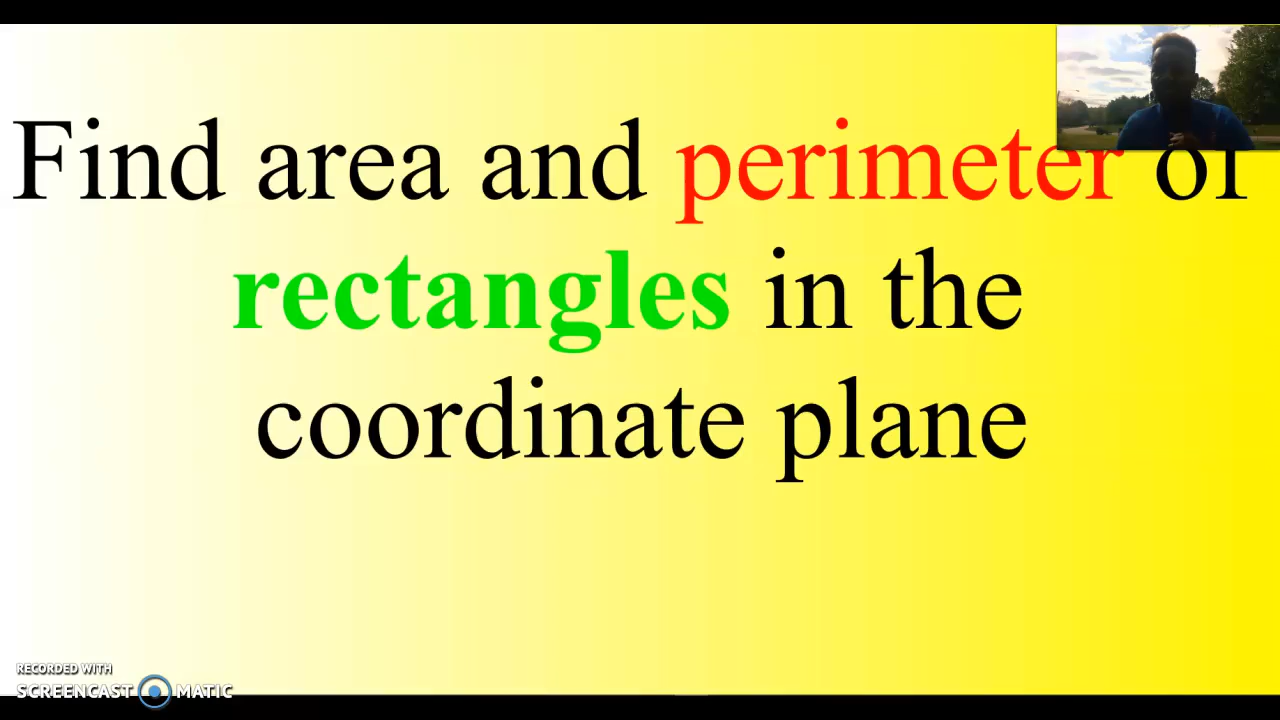 Find area and perimeter of
rectangles in the
coordinate plane
RECORDED WITH
SCREENCAST MATIC